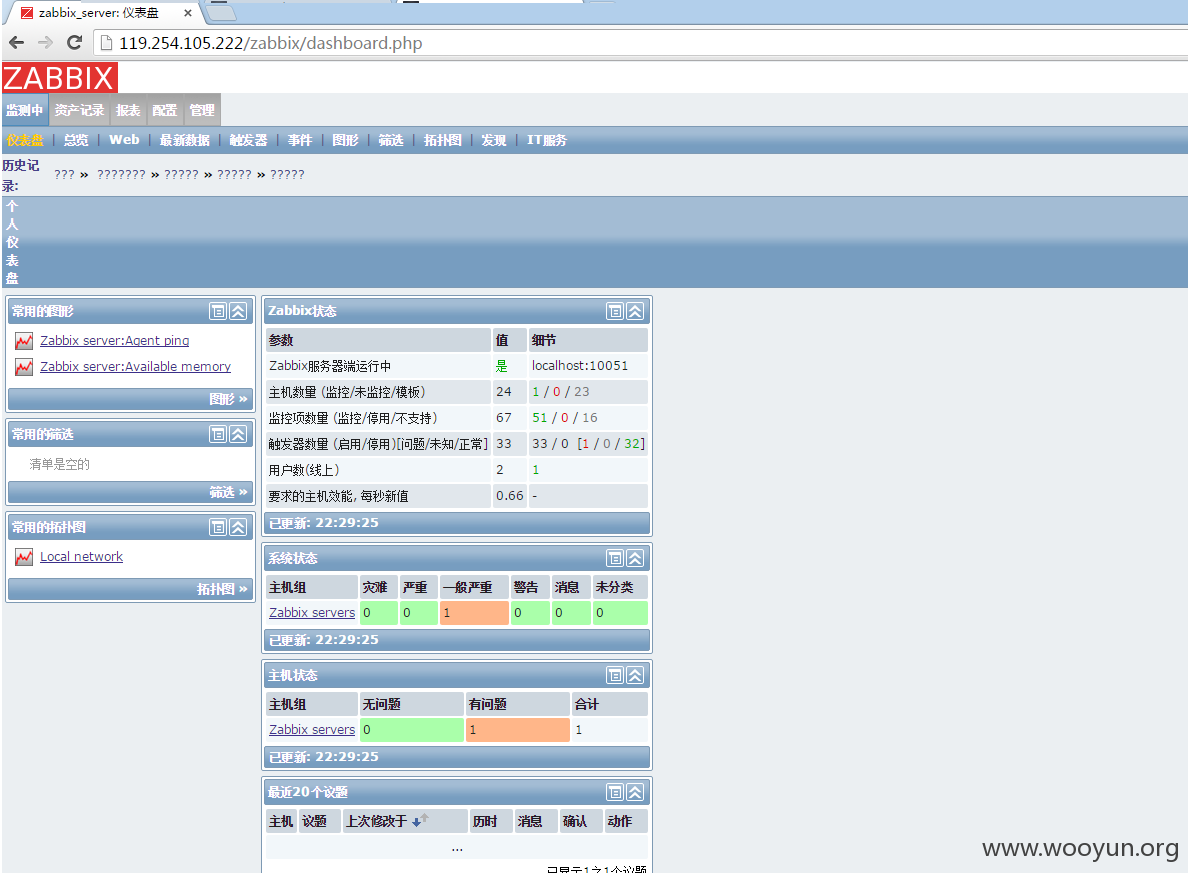 zabbix_server: 仪表盘
119.254.105.222/zabbix/dashboard.php
ZABBIX
监测中 资产记录 报表 配置 管理
仪表盘 | 总览 | Web | 最新数据 | 触发器 | 事件 | 图形 | 筛选 | 拓扑图 | 发现 | IT服务
历史记录: ??? » ??????? » ????? » ????? » ?????
个人仪表盘
常用的图形
Zabbix server:Agent ping
Zabbix server:Available memory
图形 »
常用的筛选
清单是空的
筛选 »
常用的拓扑图
Local network
拓扑图 »
Zabbix状态
参数 值 细节
Zabbix服务器端运行中 是 localhost:10051
主机数量 (监控/未监控/模板) 24 1 / 0 / 23
监控项数量 (监控/停用/不支持) 67 51 / 0 / 16
触发器数量 (启用/停用)[问题/未知/正常] 33 33 / 0 [1 / 0 / 32]
用户数(线上) 2 1
要求的主机效能, 每秒新值 0.66 -
已更新: 22:29:25
系统状态
主机组 灾难 严重 一般严重 警告 消息 未分类
Zabbix servers 0 0 1 0 0 0
已更新: 22:29:25
主机状态
主机组 无问题 有问题 合计
Zabbix servers 0 1 1
已更新: 22:29:25
最近20个议题
主机 议题 上次修改于 历时 消息 确认 动作
...
已显示1之1个议题
www.wooyun.org